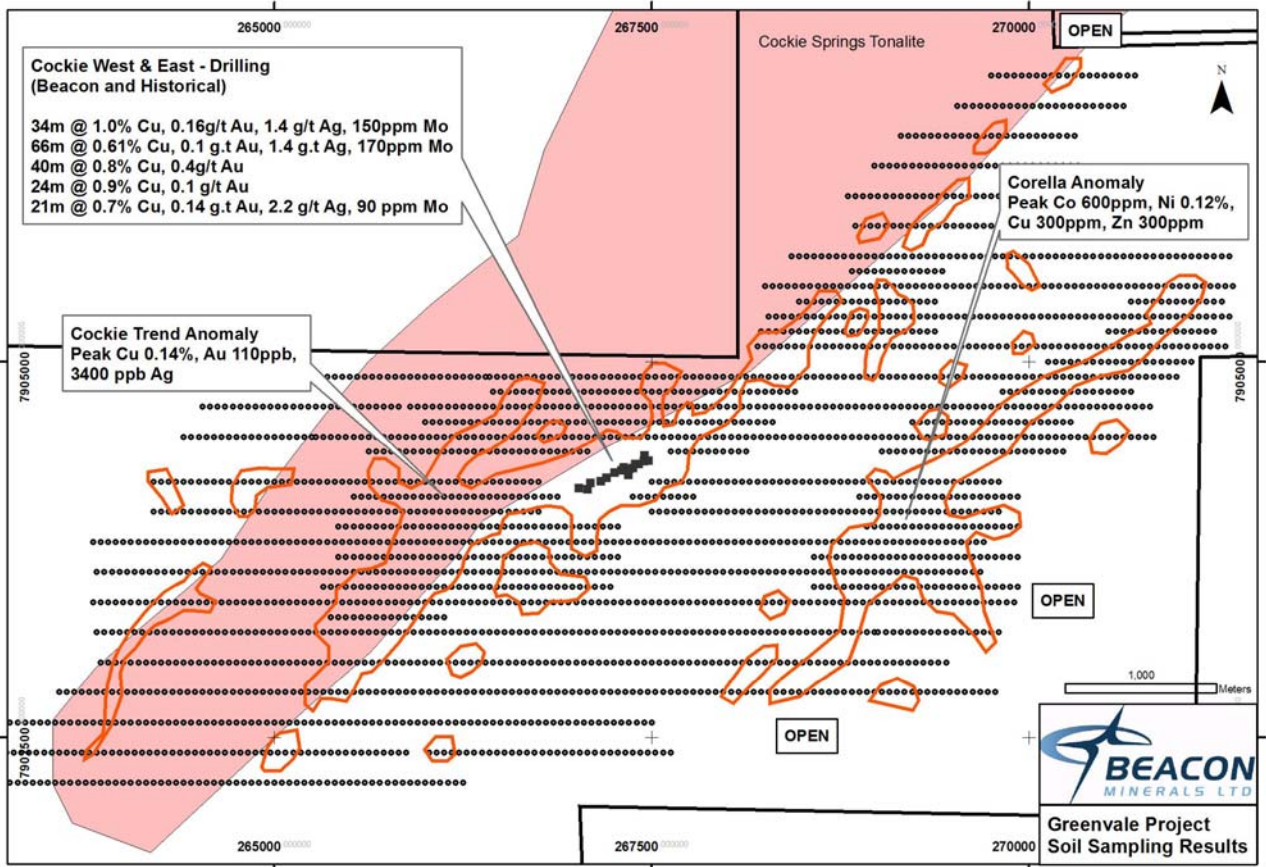 265000
267500
270000
OPEN
Cockie Springs Tonalite
N
Cockie West & East - Drilling
(Beacon and Historical)
34m @ 1.0% Cu, 0.16g/t Au, 1.4 g/t Ag, 150ppm Mo
66m @ 0.61% Cu, 0.1 g.t Au, 1.4 g.t Ag, 170ppm Mo
40m @ 0.8% Cu, 0.4g/t Au
24m @ 0.9% Cu, 0.1 g/t Au
21m @ 0.7% Cu, 0.14 g.t Au, 2.2 g/t Ag, 90 ppm Mo
Corella Anomaly
Peak Co 600ppm, Ni 0.12%,
Cu 300ppm, Zn 300ppm
Cockie Trend Anomaly
Peak Cu 0.14%, Au 110ppb,
3400 ppb Ag
7905000
7905000
OPEN
1,000
Meters
OPEN
7902500
BEACON
MINERALS LTD
Greenvale Project
Soil Sampling Results
265000
267500
270000